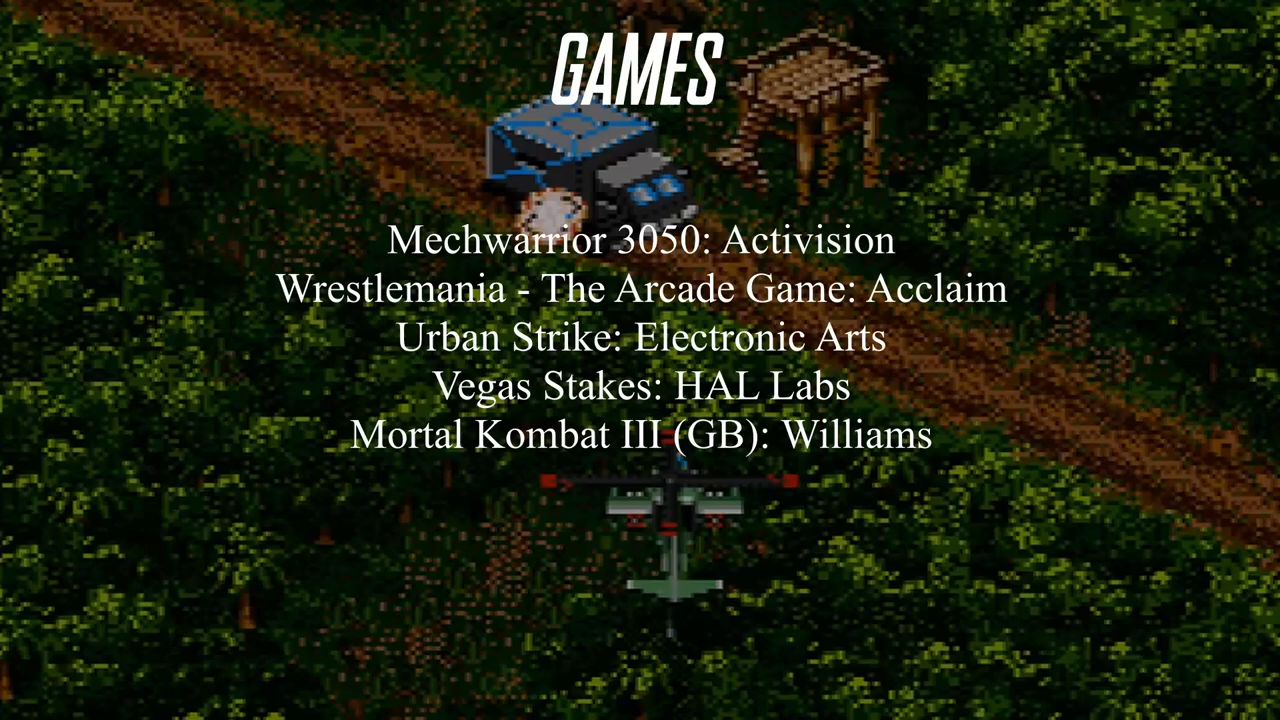 GAMES
Mechwarrior 3050: Activision
Wrestlemania - The Arcade Game: Acclaim
Urban Strike: Electronic Arts
Vegas Stakes: HAL Labs
Mortal Kombat III (GB): Williams